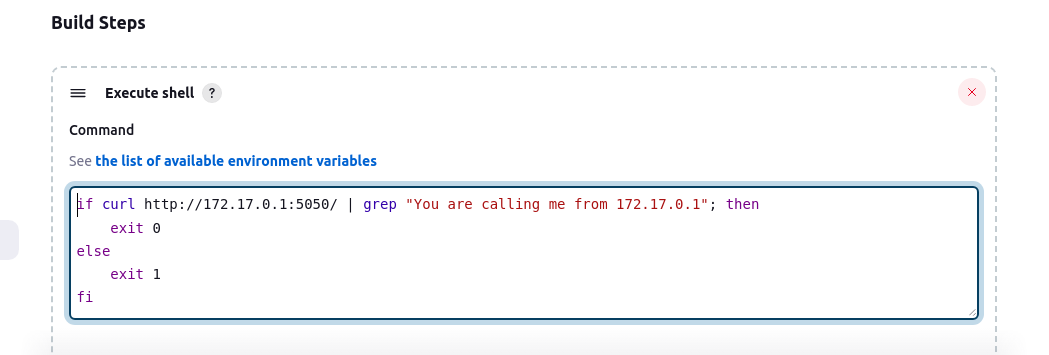 Build Steps
Execute shell ?
Command
See the list of available environment variables
if curl http://172.17.0.1:5050/ | grep "You are calling me from 172.17.0.1"; then
    exit 0
else
    exit 1
fi